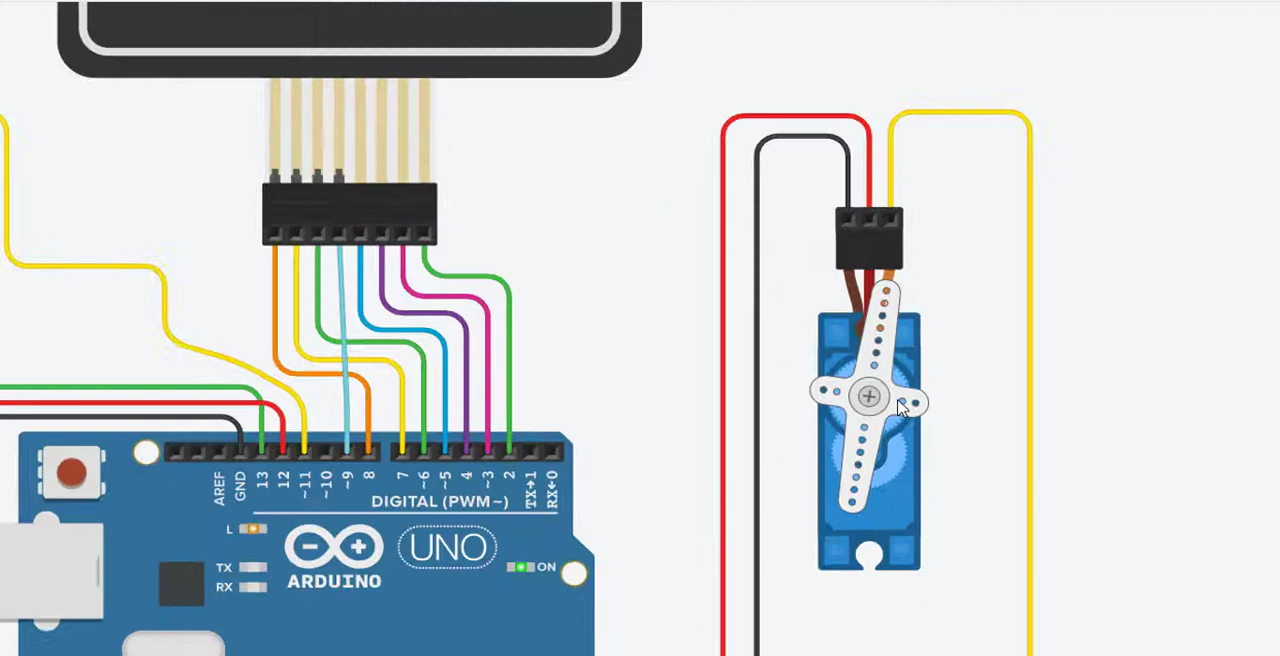 AREF
GND
13
12
~11
~10
~9
8
7
~6
~5
4
~3
2
TX→1
RX←0
DIGITAL (PWM~)
L
TX
RX
ARDUINO
UNO
ON